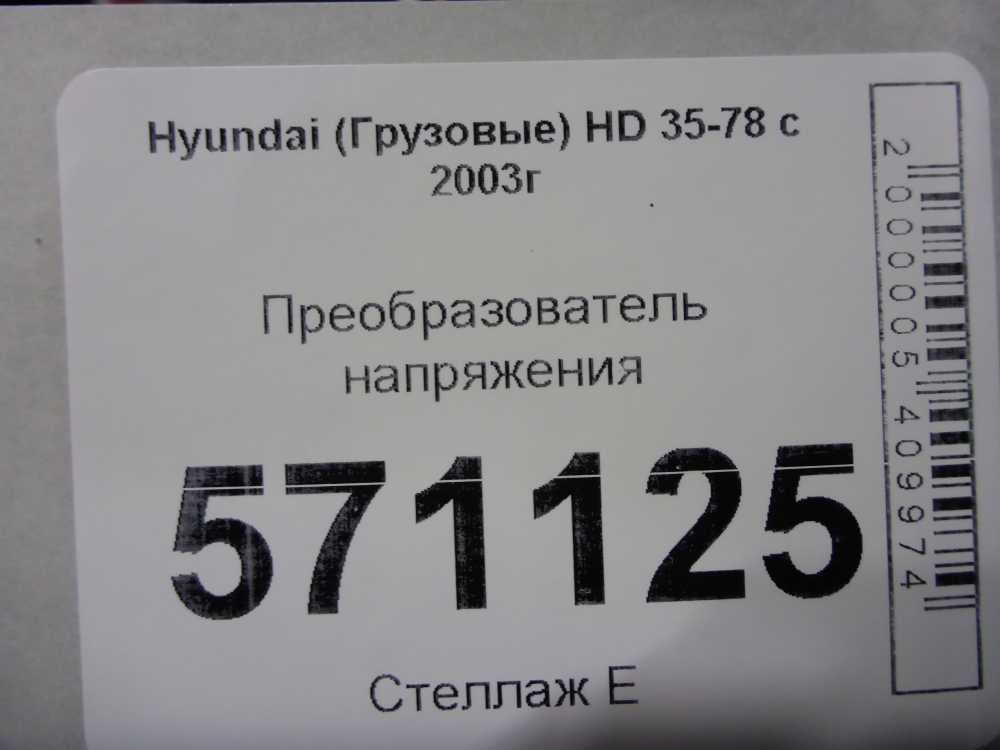 Hyundai (Грузовые) HD 35-78 с
2003г
Преобразователь
напряжения
571125
Стеллаж Е
2000005409974